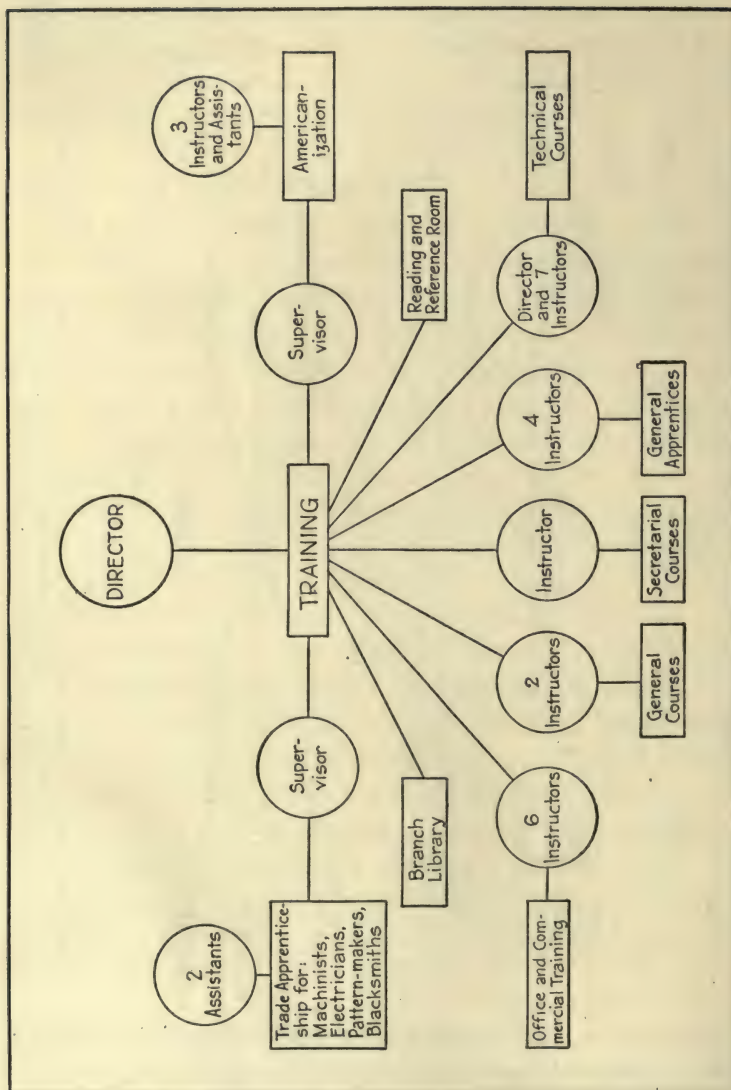 DIRECTOR
TRAINING
Super-
visor
Super-
visor
2
Assistants
Trade Apprentice-
ship for:
Machinists,
Electricians,
Pattern-makers,
Blacksmiths
3
Instructors
and Assis-
tants
American-
ization
Branch
Library
Reading and
Reference Room
6
Instructors
Office and Com-
mercial Training
2
Instructors
General
Courses
Instructor
Secretarial
Courses
4
Instructors
General
Apprentices
Director
and 7
Instructors
Technical
Courses